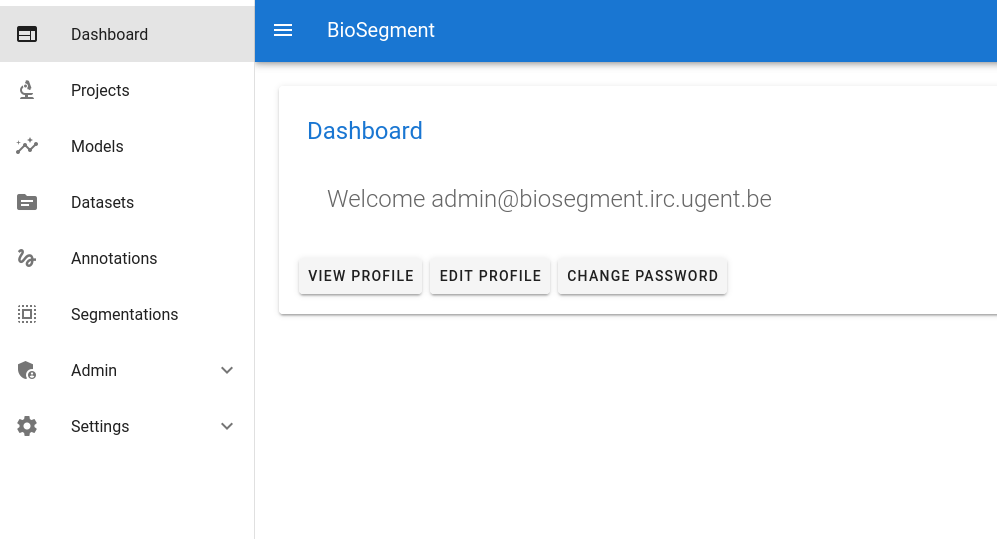 Dashboard
Projects
Models
Datasets
Annotations
Segmentations
Admin
Settings
BioSegment
Dashboard
Welcome admin@biosegment.irc.ugent.be
VIEW PROFILE EDIT PROFILE CHANGE PASSWORD